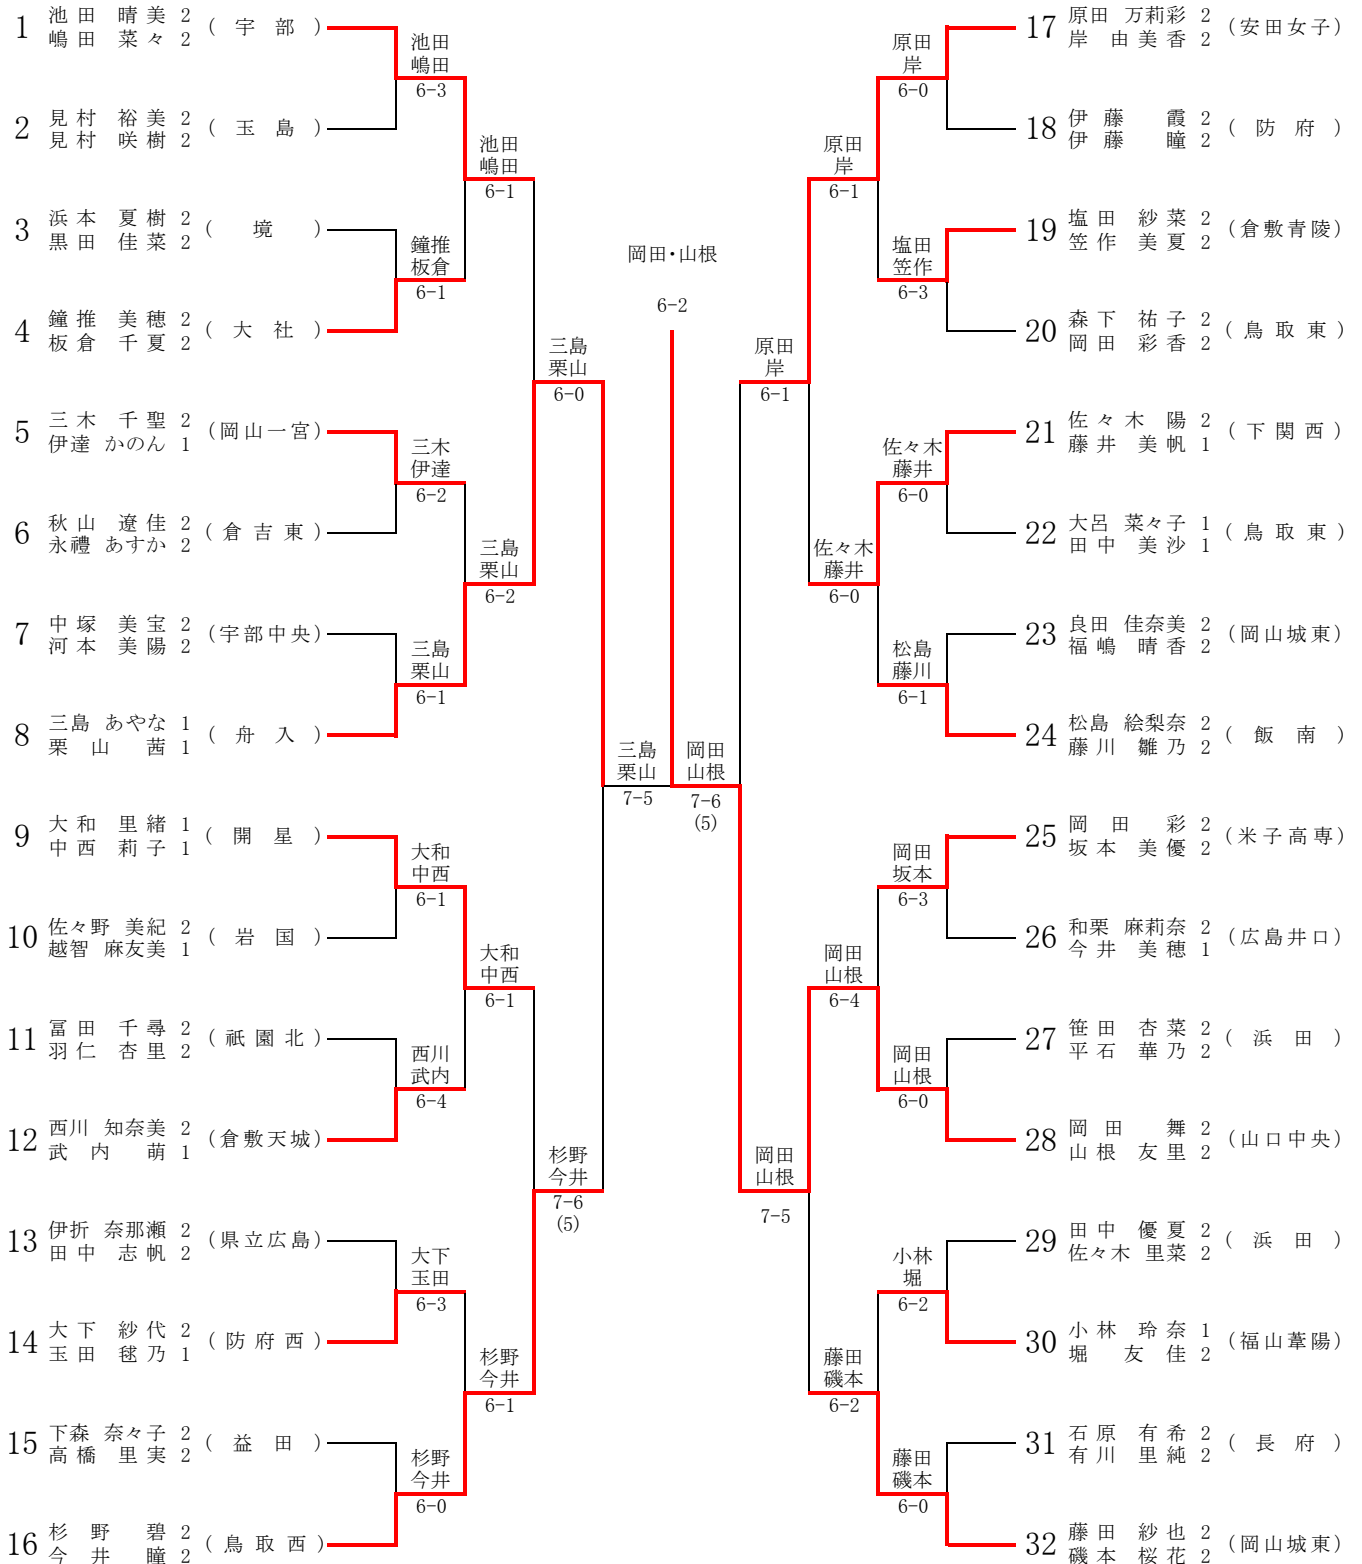 1 池田 晴美 2 (宇部)
嶋田 菜々 2
2 見村 裕美 2 (玉島)
見村 咲樹 2
3 浜本 夏樹 2 (境)
黒田 佳菜 2
4 鐘推 美穂 2 (大社)
板倉 千夏 2
5 三木 千聖 2 (岡山一宮)
伊達 かのん 1
6 秋山 遼佳 2 (倉吉東)
永禮 あすか 2
7 中塚 美宝 2 (宇部中央)
河本 美陽 2
8 三島 あやな 1 (舟入)
栗山 茜 1
9 大和 里緒 1 (開星)
中西 莉子 1
10 佐々野 美紀 2 (岩国)
越智 麻友美 1
11 冨田 千尋 2 (祇園北)
羽仁 杏里 2
12 西川 知奈美 2 (倉敷天城)
武内 萌 1
13 伊折 奈那瀬 2 (県立広島)
田中 志帆 2
14 大下 紗代 2 (防府西)
玉田 毬乃 1
15 下森 奈々子 2 (益田)
高橋 里実 2
16 杉野 碧 2 (鳥取西)
今井 瞳 2
池田
嶋田
6-3
鐘推
板倉
6-1
三木
伊達
6-2
三島
栗山
6-1
大和
中西
6-1
西川
武内
6-4
大下
玉田
6-3
杉野
今井
6-0
池田
嶋田
6-1
三島
栗山
6-2
大和
中西
6-1
杉野
今井
6-1
三島
栗山
6-0
杉野
今井
7-6
(5)
三島
栗山
7-5
岡田・山根
6-2
岡田
山根
7-6
(5)
原田
岸
6-1
岡田
山根
7-5
原田
岸
6-1
佐々木
藤井
6-0
岡田
山根
6-4
藤田
磯本
6-2
原田
岸
6-0
塩田
笠作
6-3
佐々木
藤井
6-0
松島
藤川
6-1
岡田
坂本
6-3
岡田
山根
6-0
小林
堀
6-2
藤田
磯本
6-0
17 原田 万莉彩 2 (安田女子)
岸 由美香 2
18 伊藤 霞 2 (防府)
伊藤 瞳 2
19 塩田 紗菜 2 (倉敷青陵)
笠作 美夏 2
20 森下 祐子 2 (鳥取東)
岡田 彩香 2
21 佐々木 陽 2 (下関西)
藤井 美帆 1
22 大呂 菜々子 1 (鳥取東)
田中 美沙 1
23 良田 佳奈美 2 (岡山城東)
福嶋 晴香 2
24 松島 絵梨奈 2 (飯南)
藤川 雛乃 2
25 岡田 彩 2 (米子高専)
坂本 美優 2
26 和栗 麻莉奈 2 (広島井口)
今井 美穂 1
27 笹田 杏菜 2 (浜田)
平石 華乃 2
28 岡田 舞 2 (山口中央)
山根 友里 2
29 田中 優夏 2 (浜田)
佐々木 里菜 2
30 小林 玲奈 1 (福山葦陽)
堀 友佳 2
31 石原 有希 2 (長府)
有川 里純 2
32 藤田 紗也 2 (岡山城東)
磯本 桜花 2